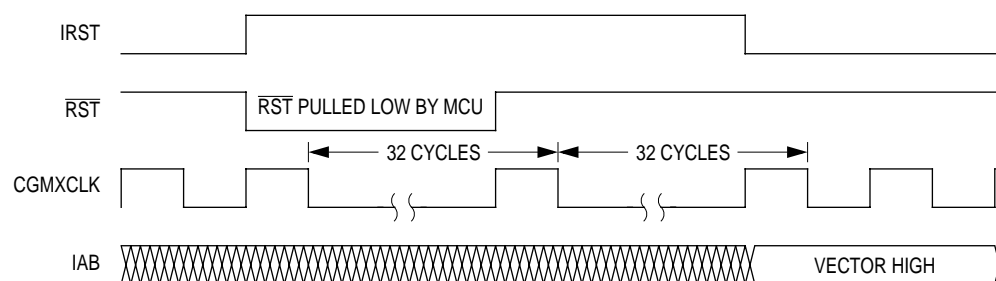 IRST
RST
RST PULLED LOW BY MCU
32 CYCLES
32 CYCLES
CGMXCLK
IAB
VECTOR HIGH